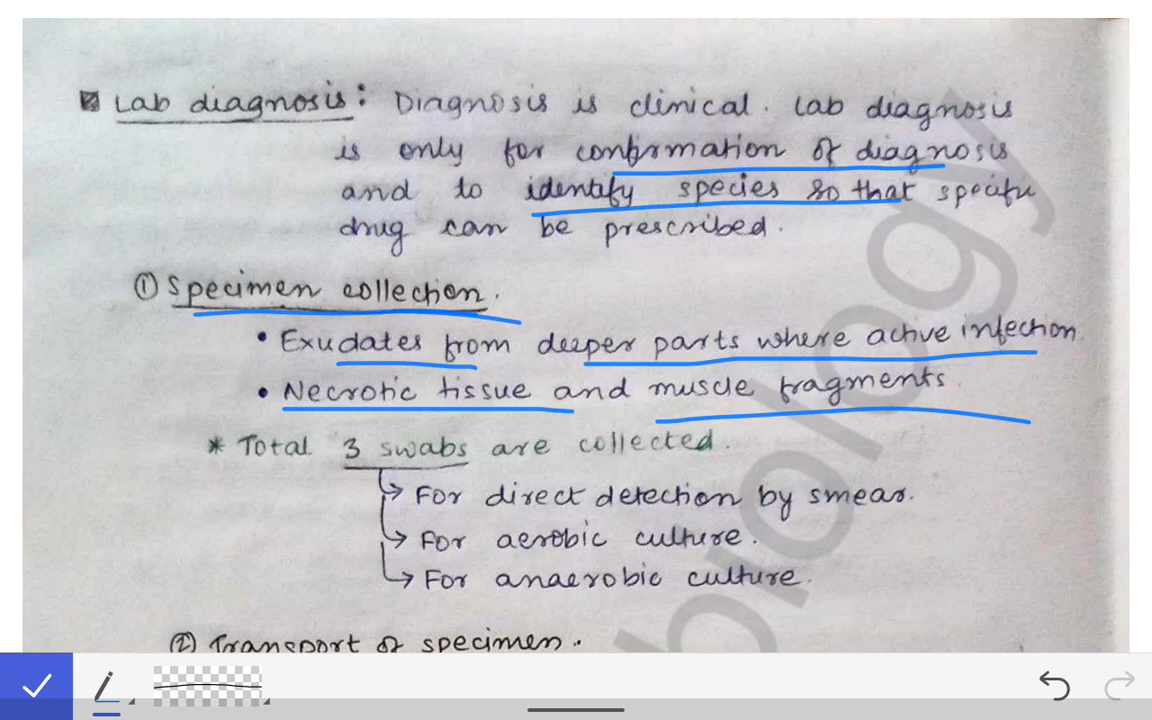 Lab diagnosis: Diagnosis is clinical. Lab diagnosis
is only for confirmation of diagnosis
and to identify species so that specific
drug can be prescribed.
① Specimen collection.
• Exudates from deeper parts where active infection
• Necrotic tissue and muscle fragments.
* Total 3 swabs are collected.
→ For direct detection by smear.
→ For aerobic culture.
→ For anaerobic culture.
② Transport of specimen.